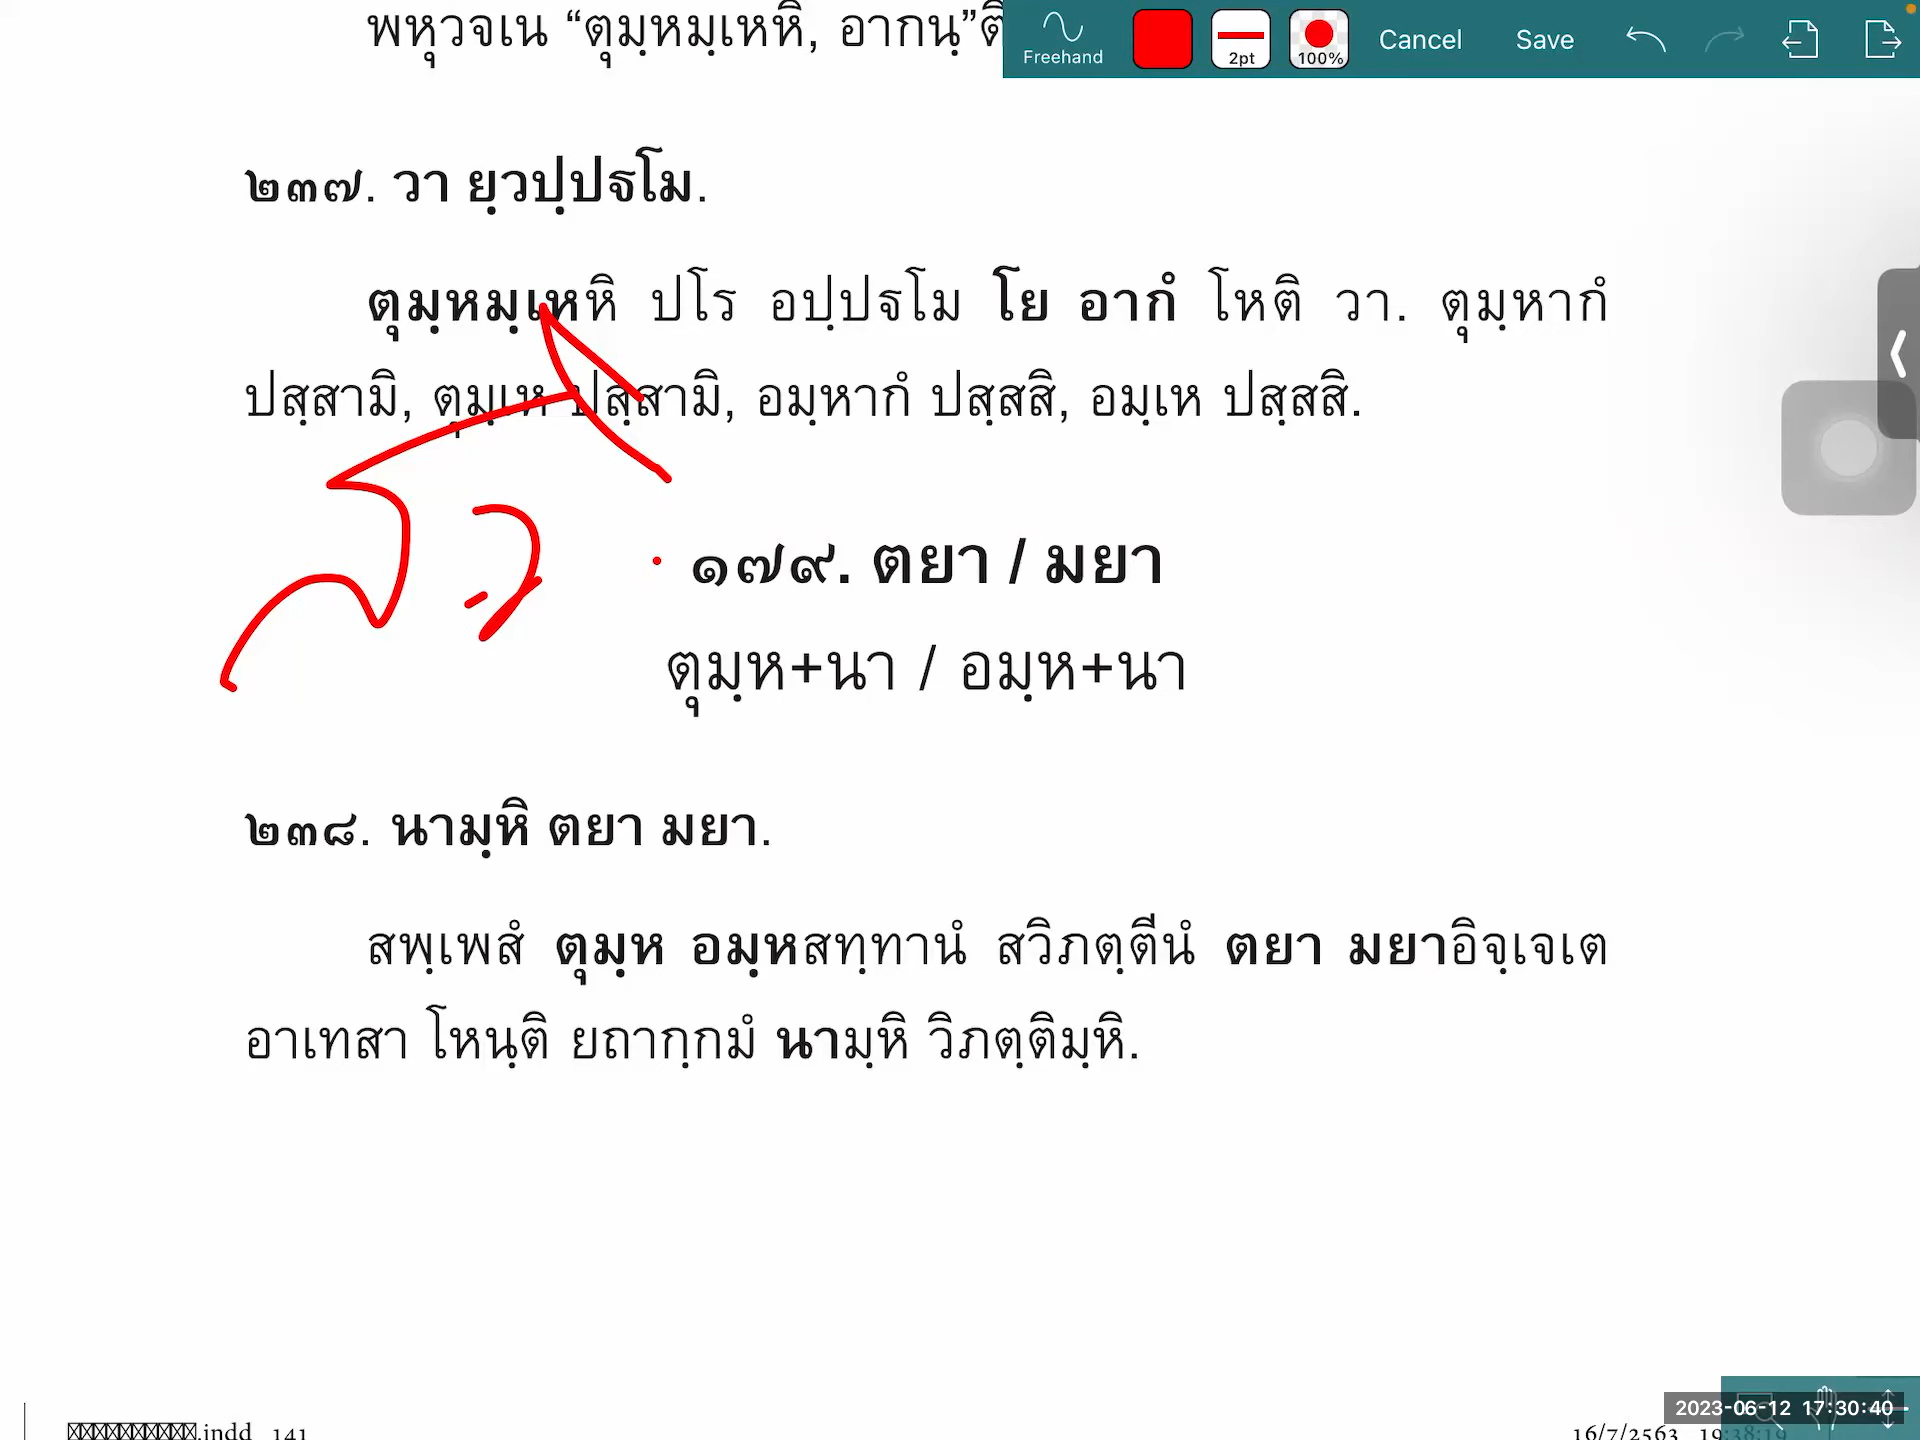 พหุวจเน “ตุมฺหมฺเหหิ, อากนฺ”ติ
Freehand 2pt 100% Cancel Save
๒๓๗. วา ยฺวปฺปฐโม.
ตุมฺหมฺเหหิ ปโร อปฺปฐโม โย อากํ โหติ วา. ตุมฺหากํ
ปสฺสามิ, ตุมฺเห ปสฺสามิ, อมฺหากํ ปสฺสสิ, อมฺเห ปสฺสสิ.
๑๗๙. ตยา / มยา
ตุมฺห+นา / อมฺห+นา
๒๓๘. นามฺหิ ตยา มยา.
สพฺเพสํ ตุมฺห อมฺหสทฺทานํ สวิภตฺตีนํ ตยา มยาอิจฺเจเต
อาเทสา โหนฺติ ยถากฺกมํ นามฺหิ วิภตฺติมฺหิ.
2023-06-12 17:30:40
.indd 141
16/7/2563 19:38:19